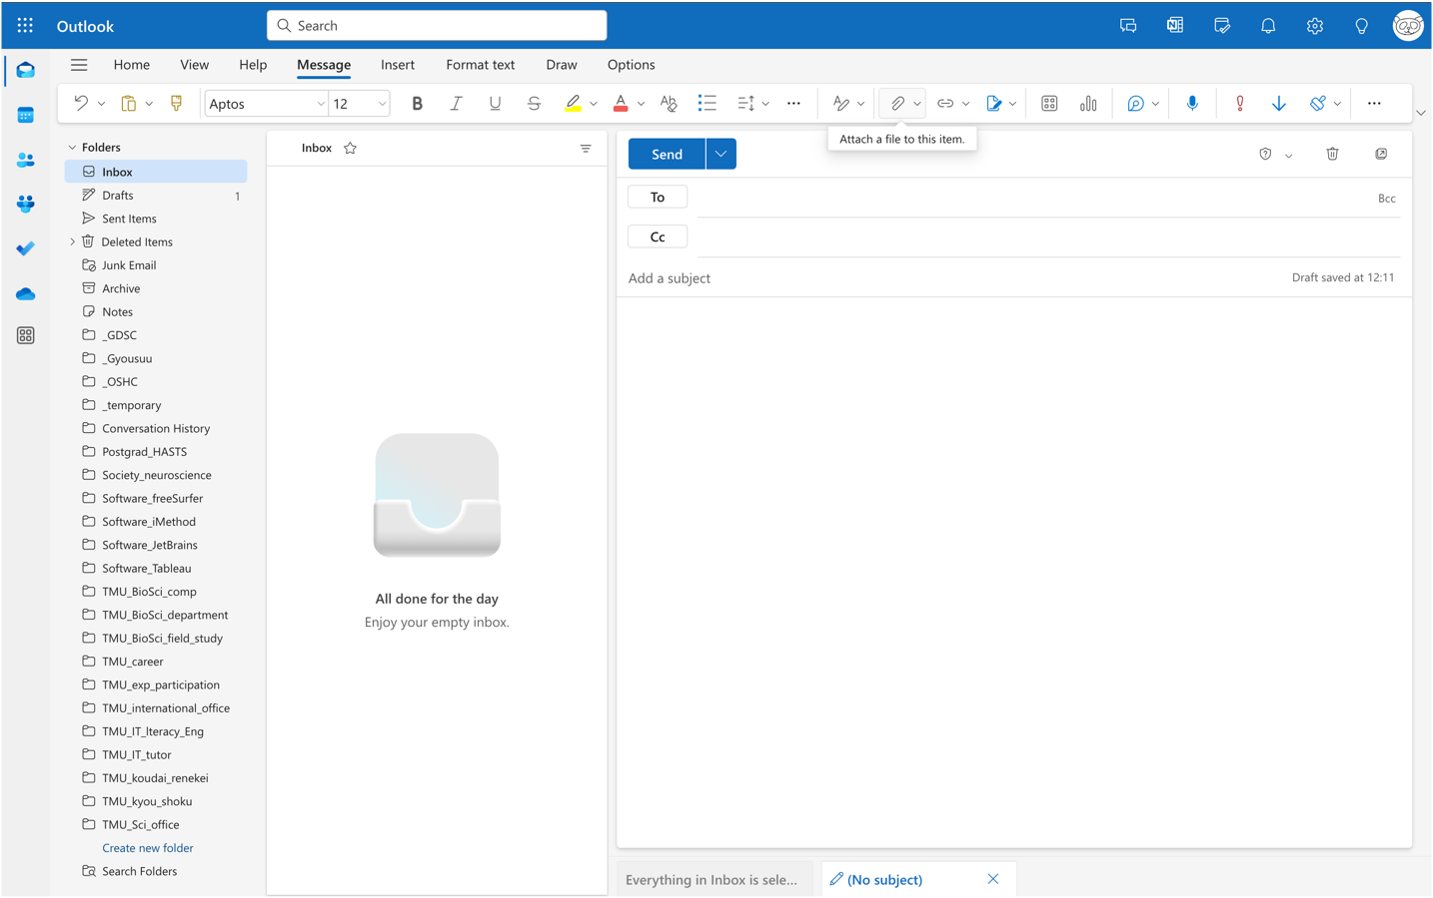 Outlook
Search
Home View Help Message Insert Format text Draw Options
Aptos 12
Attach a file to this item.
Folders
Inbox
Drafts 1
Sent Items
Deleted Items
Junk Email
Archive
Notes
_GDSC
_Gyousuu
_OSHC
_temporary
Conversation History
Postgrad_HASTS
Society_neuroscience
Software_freeSurfer
Software_iMethod
Software_JetBrains
Software_Tableau
TMU_BioSci_comp
TMU_BioSci_department
TMU_BioSci_field_study
TMU_career
TMU_exp_participation
TMU_international_office
TMU_IT_lteracy_Eng
TMU_IT_tutor
TMU_koudai_renekei
TMU_kyou_shoku
TMU_Sci_office
Create new folder
Search Folders
Inbox
All done for the day
Enjoy your empty inbox.
Send
To
Bcc
Cc
Add a subject
Draft saved at 12:11
Everything in Inbox is sele...
(No subject)